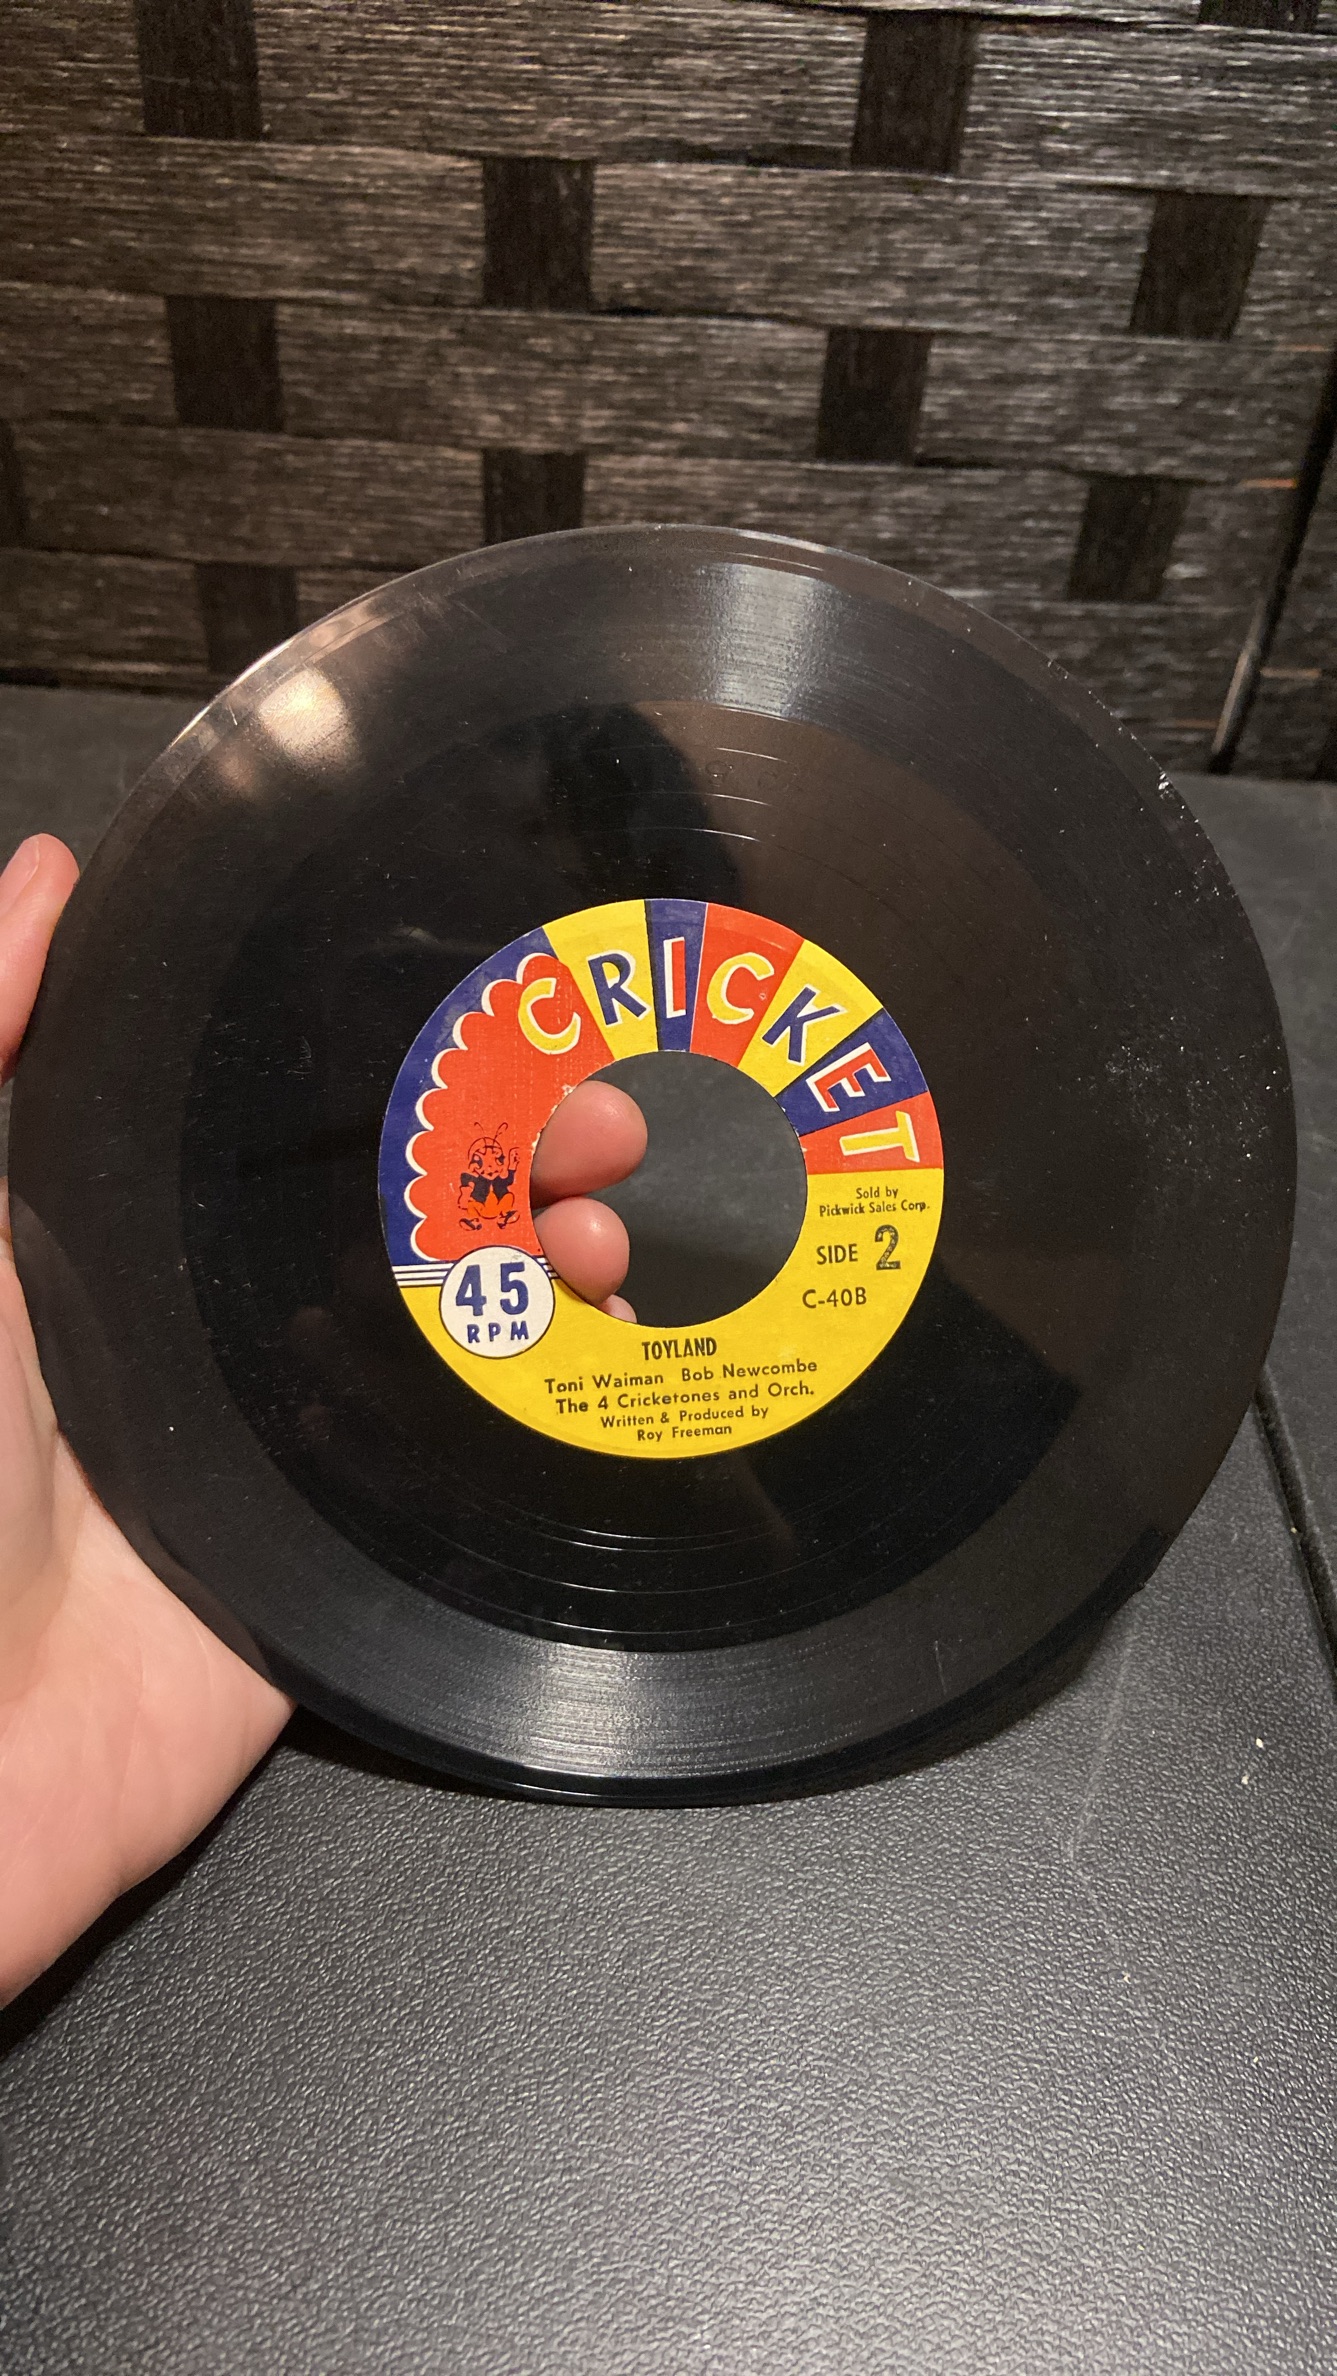 CRICKET
Sold by
Pickwick Sales Corp.
SIDE 2
C-40B
45
RPM
TOYLAND
Toni Waiman Bob Newcombe
The 4 Cricketones and Orch.
Written & Produced by
Roy Freeman